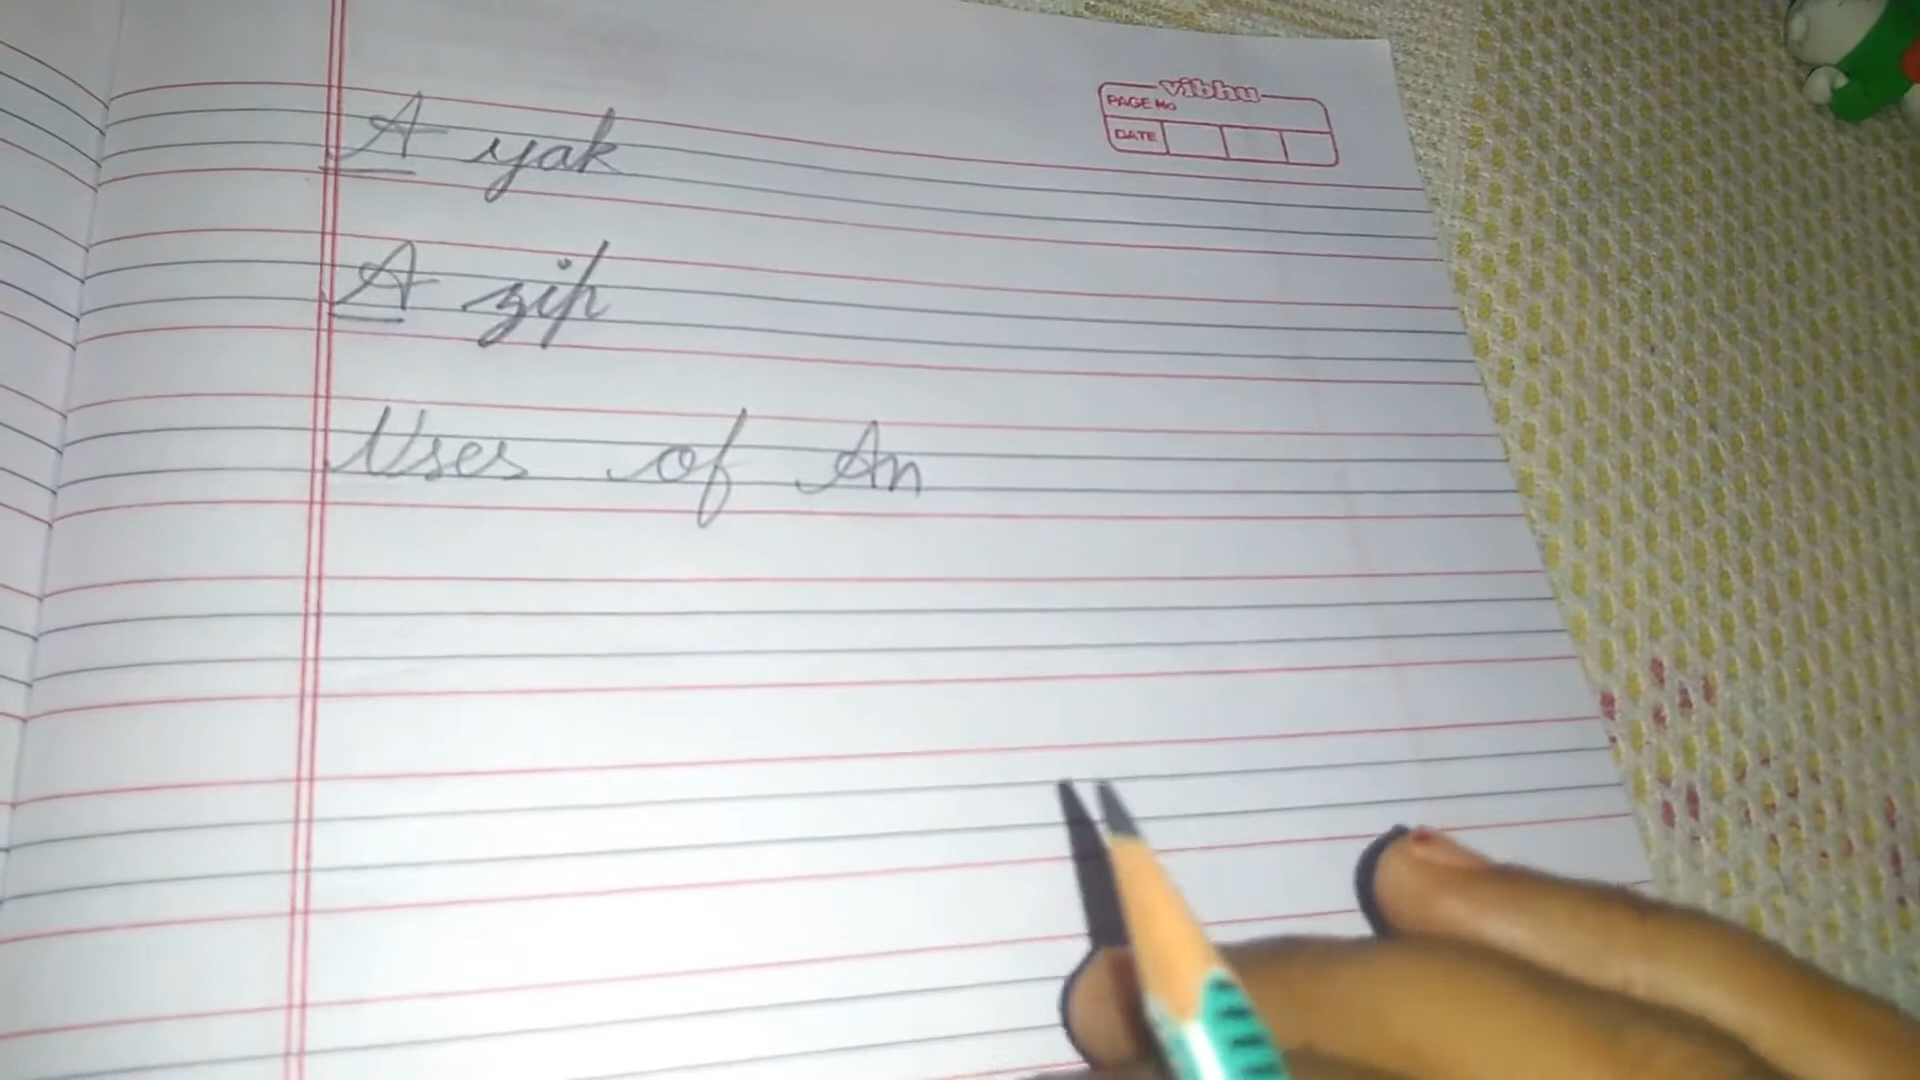 vibhu
PAGE No
DATE
A yak
A zip
Uses of An